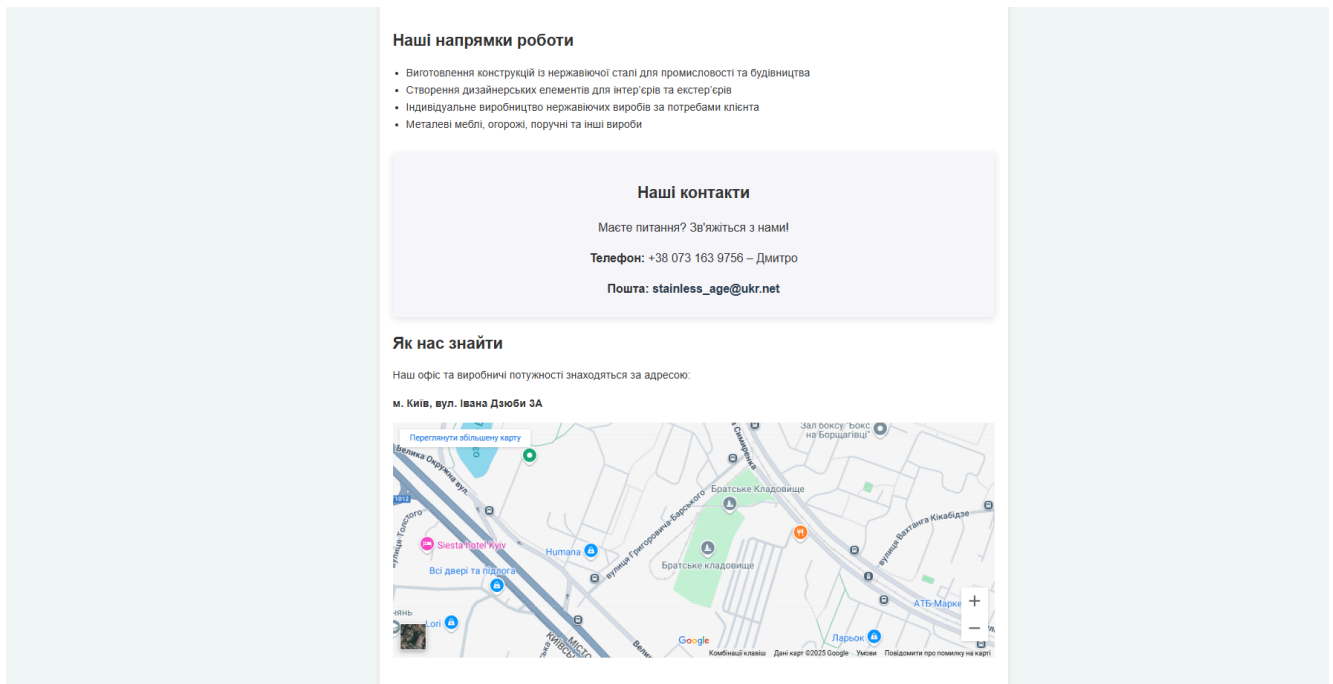 Наші напрямки роботи
Виготовлення конструкцій із нержавіючої сталі для промисловості та будівництва
Створення дизайнерських елементів для інтер'єрів та екстер'єрів
Індивідуальне виробництво нержавіючих виробів за потребами клієнта
Металеві меблі, огорожі, поручні та інші вироби
Наші контакти
Маєте питання? Зв'яжіться з нами!
Телефон: +38 073 163 9756 – Дмитро
Пошта: stainless_age@ukr.net
Як нас знайти
Наш офіс та виробничі потужності знаходяться за адресою:
м. Київ, вул. Івана Дзюби 3А
Переглянути збільшену карту
Зал боксу "Бокс
на Борщагівці"
Симиренка
Велика Окружна вул.
Братське Кладовище
вулиця Григоровича-Барського
вулиця Вахтанга Кікабідзе
Siesta hotel Kyiv
Humana
Братське кладовище
Всі двері та підлога
АТБ-Марке
Lori
Ларьок
Google
Комбінації клавіш
Дані карт ©2025 Google
Умови
Повідомити про помилку на карті